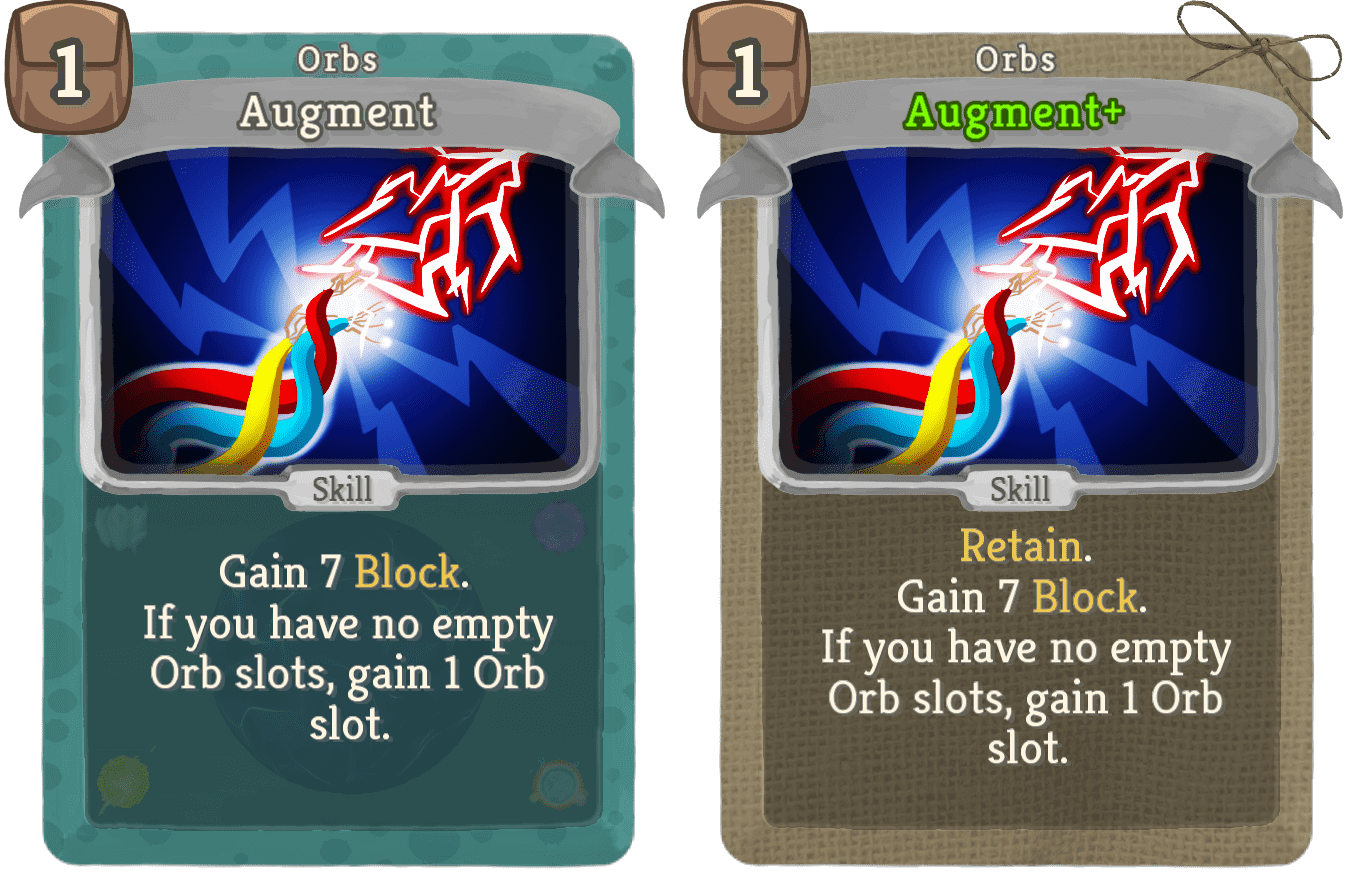 1
Orbs
Augment
Skill
Gain 7 Block.
If you have no empty
Orb slots, gain 1 Orb
slot.
1
Orbs
Augment+
Skill
Retain.
Gain 7 Block.
If you have no empty
Orb slots, gain 1 Orb
slot.